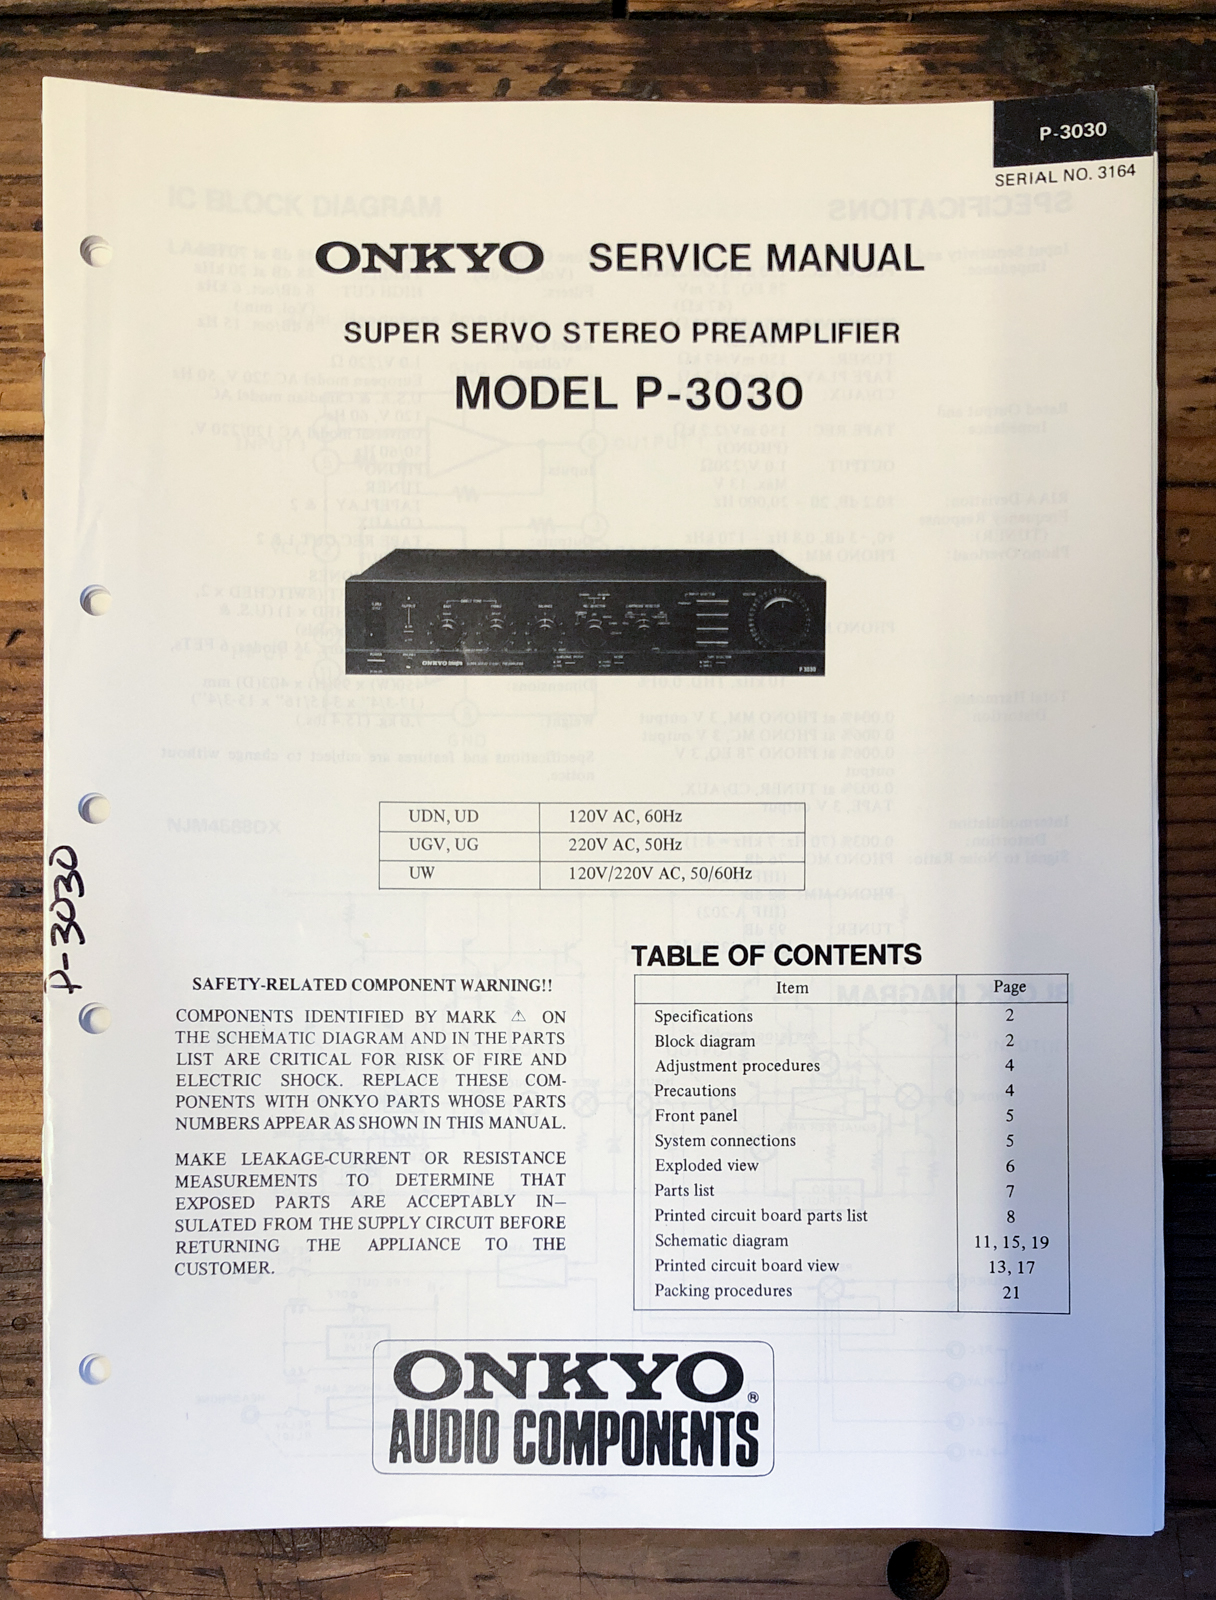 P-3030
SERIAL NO. 3164
ONKYO SERVICE MANUAL
SUPER SERVO STEREO PREAMPLIFIER
MODEL P-3030
ONKYO
P 3030
UDN, UD 120V AC, 60Hz
UGV, UG 220V AC, 50Hz
UW 120V/220V AC, 50/60Hz
P-3030
SAFETY-RELATED COMPONENT WARNING!!
COMPONENTS IDENTIFIED BY MARK ⚠ ON
THE SCHEMATIC DIAGRAM AND IN THE PARTS
LIST ARE CRITICAL FOR RISK OF FIRE AND
ELECTRIC SHOCK. REPLACE THESE COM-
PONENTS WITH ONKYO PARTS WHOSE PARTS
NUMBERS APPEAR AS SHOWN IN THIS MANUAL.
MAKE LEAKAGE-CURRENT OR RESISTANCE
MEASUREMENTS TO DETERMINE THAT
EXPOSED PARTS ARE ACCEPTABLY IN–
SULATED FROM THE SUPPLY CIRCUIT BEFORE
RETURNING THE APPLIANCE TO THE
CUSTOMER.
TABLE OF CONTENTS
Item Page
Specifications 2
Block diagram 2
Adjustment procedures 4
Precautions 4
Front panel 5
System connections 5
Exploded view 6
Parts list 7
Printed circuit board parts list 8
Schematic diagram 11, 15, 19
Printed circuit board view 13, 17
Packing procedures 21
ONKYO®
AUDIO COMPONENTS